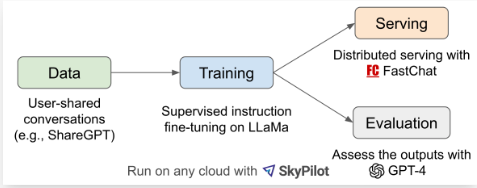 Serving
Distributed serving with
FC FastChat
Data
Training
User-shared
conversations
(e.g., ShareGPT)
Supervised instruction
fine-tuning on LLaMa
Evaluation
Assess the outputs with
GPT-4
Run on any cloud with SkyPilot